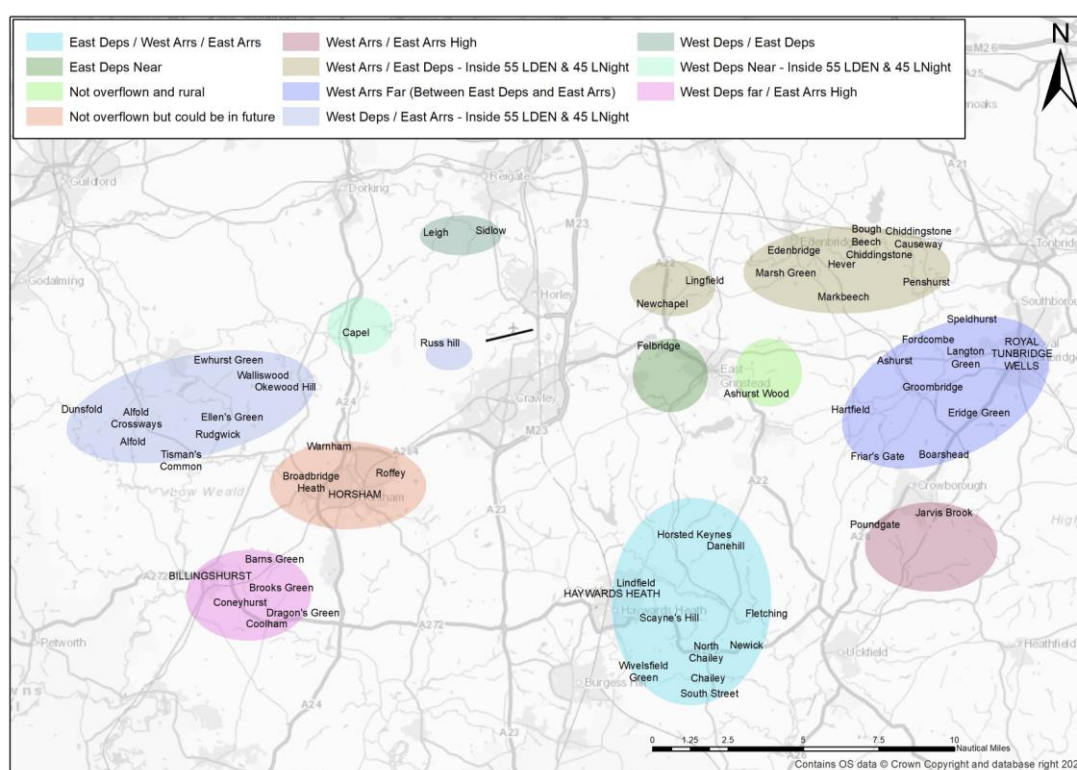 East Deps / West Arrs / East Arrs
East Deps Near
Not overflown and rural
Not overflown but could be in future
West Arrs / East Arrs High
West Arrs / East Deps - Inside 55 LDEN & 45 LNight
West Arrs Far (Between East Deps and East Arrs)
West Deps / East Arrs - Inside 55 LDEN & 45 LNight
West Deps / East Deps
West Deps Near - Inside 55 LDEN & 45 LNight
West Deps far / East Arrs High
N
M26
A25
A21
Guildford
Dorking
Reigate
M23
Leigh
Sidlow
Godalming
Horley
A22
Edenbridge
Bough
Beech
Chiddingstone
Causeway
Chiddingstone
Hever
Marsh Green
Markbeech
Penshurst
Tonbridge
Lingfield
Newchapel
Capel
Russ hill
Felbridge
East
Grinstead
Ashurst Wood
Speldhurst
Fordcombe
Ashurst
Langton
Green
ROYAL
TUNBRIDGE
WELLS
Groombridge
Hartfield
Eridge Green
Friar's Gate
Boarshead
Ewhurst Green
Walliswood
Okewood Hill
Dunsfold
Alfold
Crossways
Ellen's Green
Alfold
Rudgwick
Tisman's
Common
A24
Crawley
M23
A264
Warnham
Broadbridge
Heath
Roffey
HORSHAM
A23
A22
Crowborough
Poundgate
Jarvis Brook
A26
Barns Green
A272
BILLINGSHURST
Brooks Green
Coneyhurst
Dragon's Green
Coolham
Petworth
A272
A24
A23
Horsted Keynes
Danehill
Lindfield
HAYWARDS HEATH
Haywards Heath
Scayne's Hill
Fletching
North
Chailey
Newick
Wivelsfield
Green
Chailey
South Street
Burgess Hill
Uckfield
Heathfield
A26
0 1.25 2.5 5 7.5 10
Nautical Miles
Contains OS data © Crown Copyright and database right 202